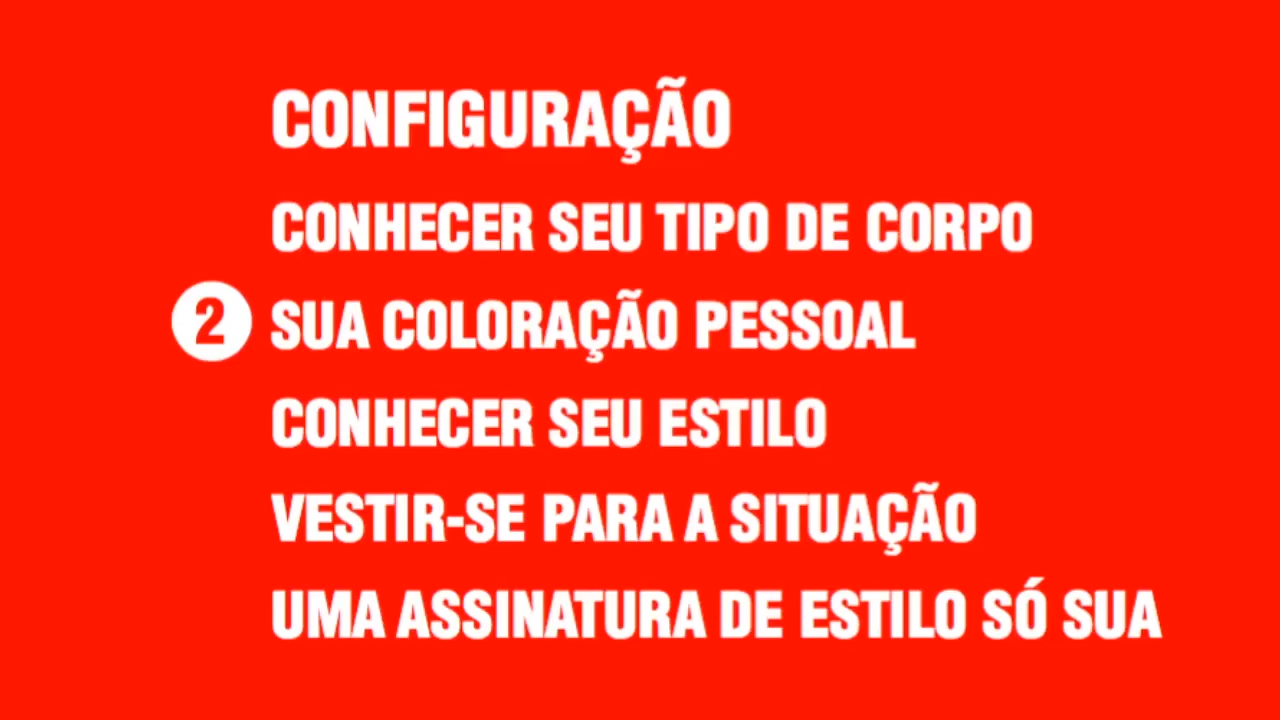 CONFIGURAÇÃO
CONHECER SEU TIPO DE CORPO
2 SUA COLORAÇÃO PESSOAL
CONHECER SEU ESTILO
VESTIR-SE PARA A SITUAÇÃO
UMA ASSINATURA DE ESTILO SÓ SUA